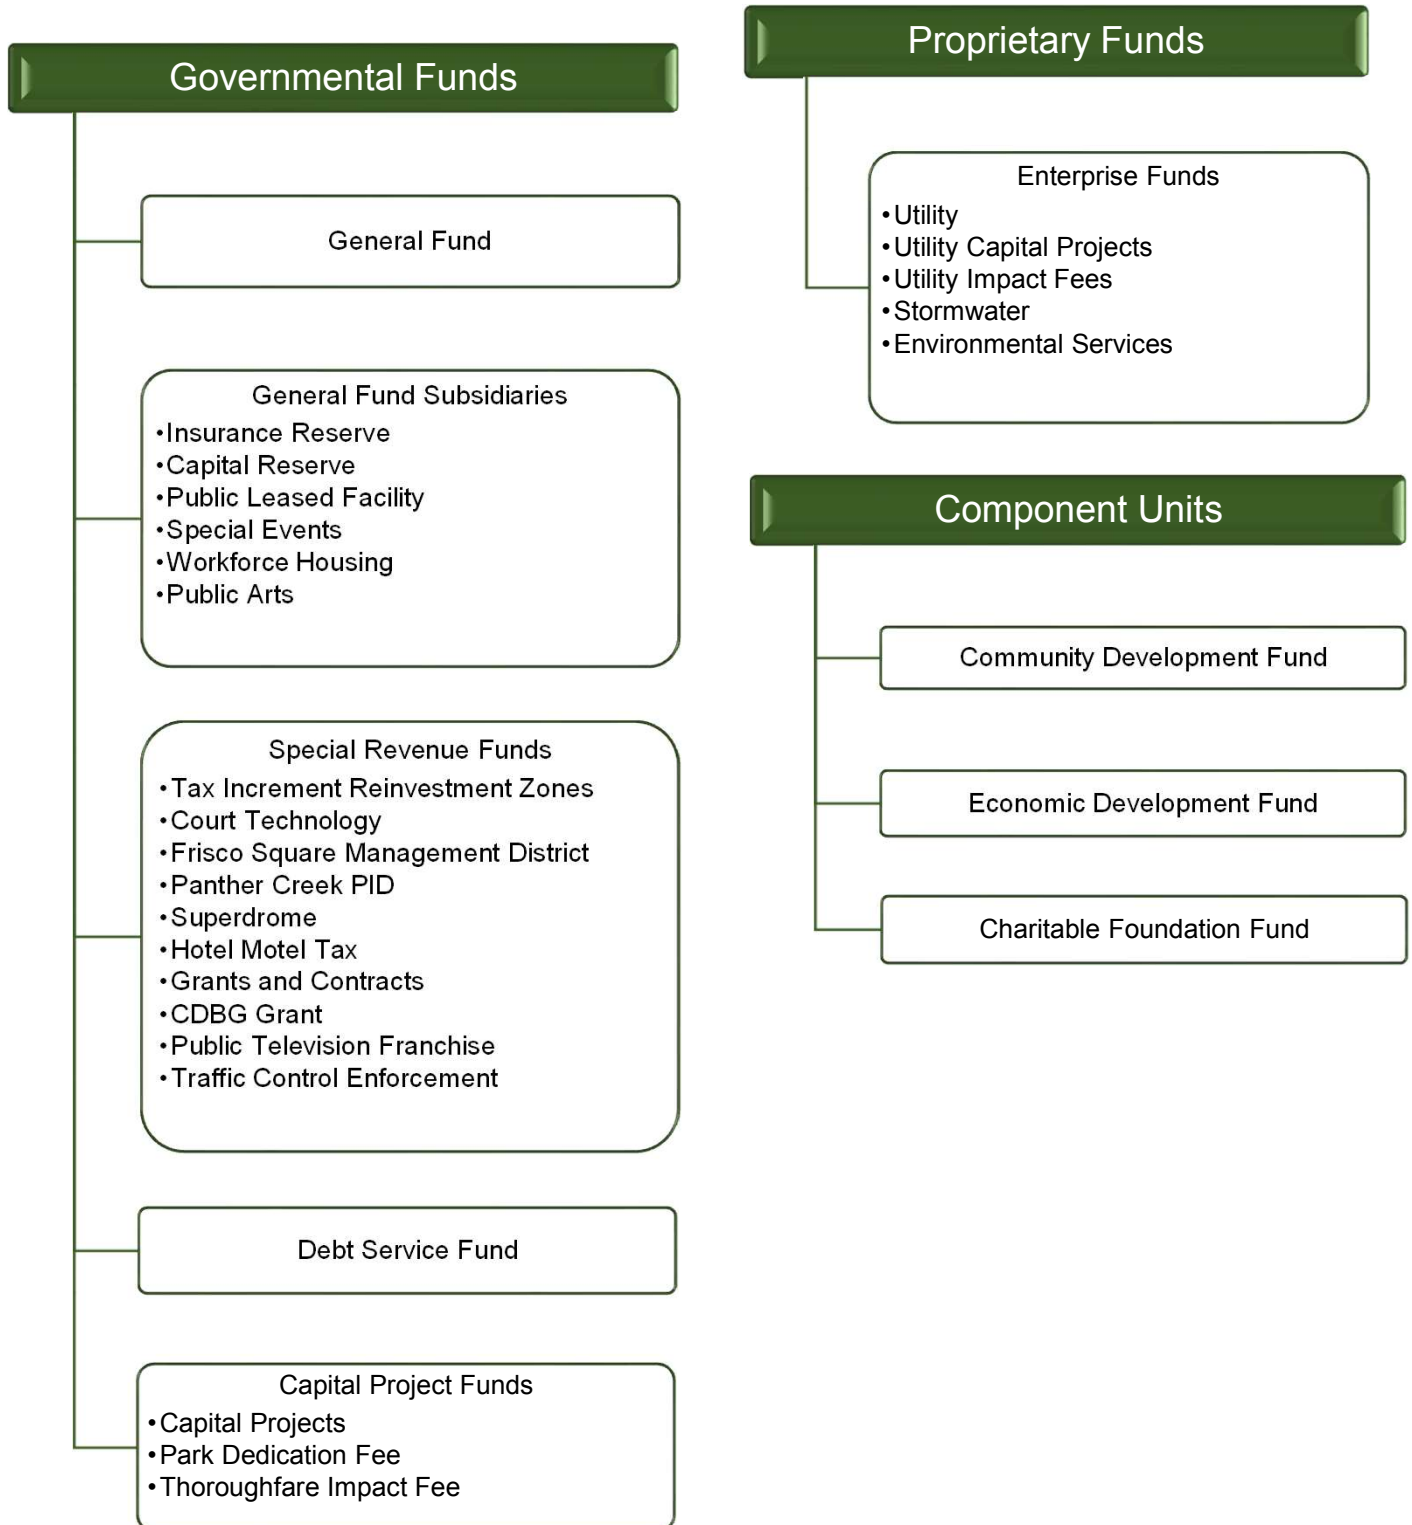 Governmental Funds
General Fund
General Fund Subsidiaries
•Insurance Reserve
•Capital Reserve
•Public Leased Facility
•Special Events
•Workforce Housing
•Public Arts
Special Revenue Funds
•Tax Increment Reinvestment Zones
•Court Technology
•Frisco Square Management District
•Panther Creek PID
•Superdrome
•Hotel Motel Tax
•Grants and Contracts
•CDBG Grant
•Public Television Franchise
•Traffic Control Enforcement
Debt Service Fund
Capital Project Funds
•Capital Projects
•Park Dedication Fee
•Thoroughfare Impact Fee
Proprietary Funds
Enterprise Funds
•Utility
•Utility Capital Projects
•Utility Impact Fees
•Stormwater
•Environmental Services
Component Units
Community Development Fund
Economic Development Fund
Charitable Foundation Fund